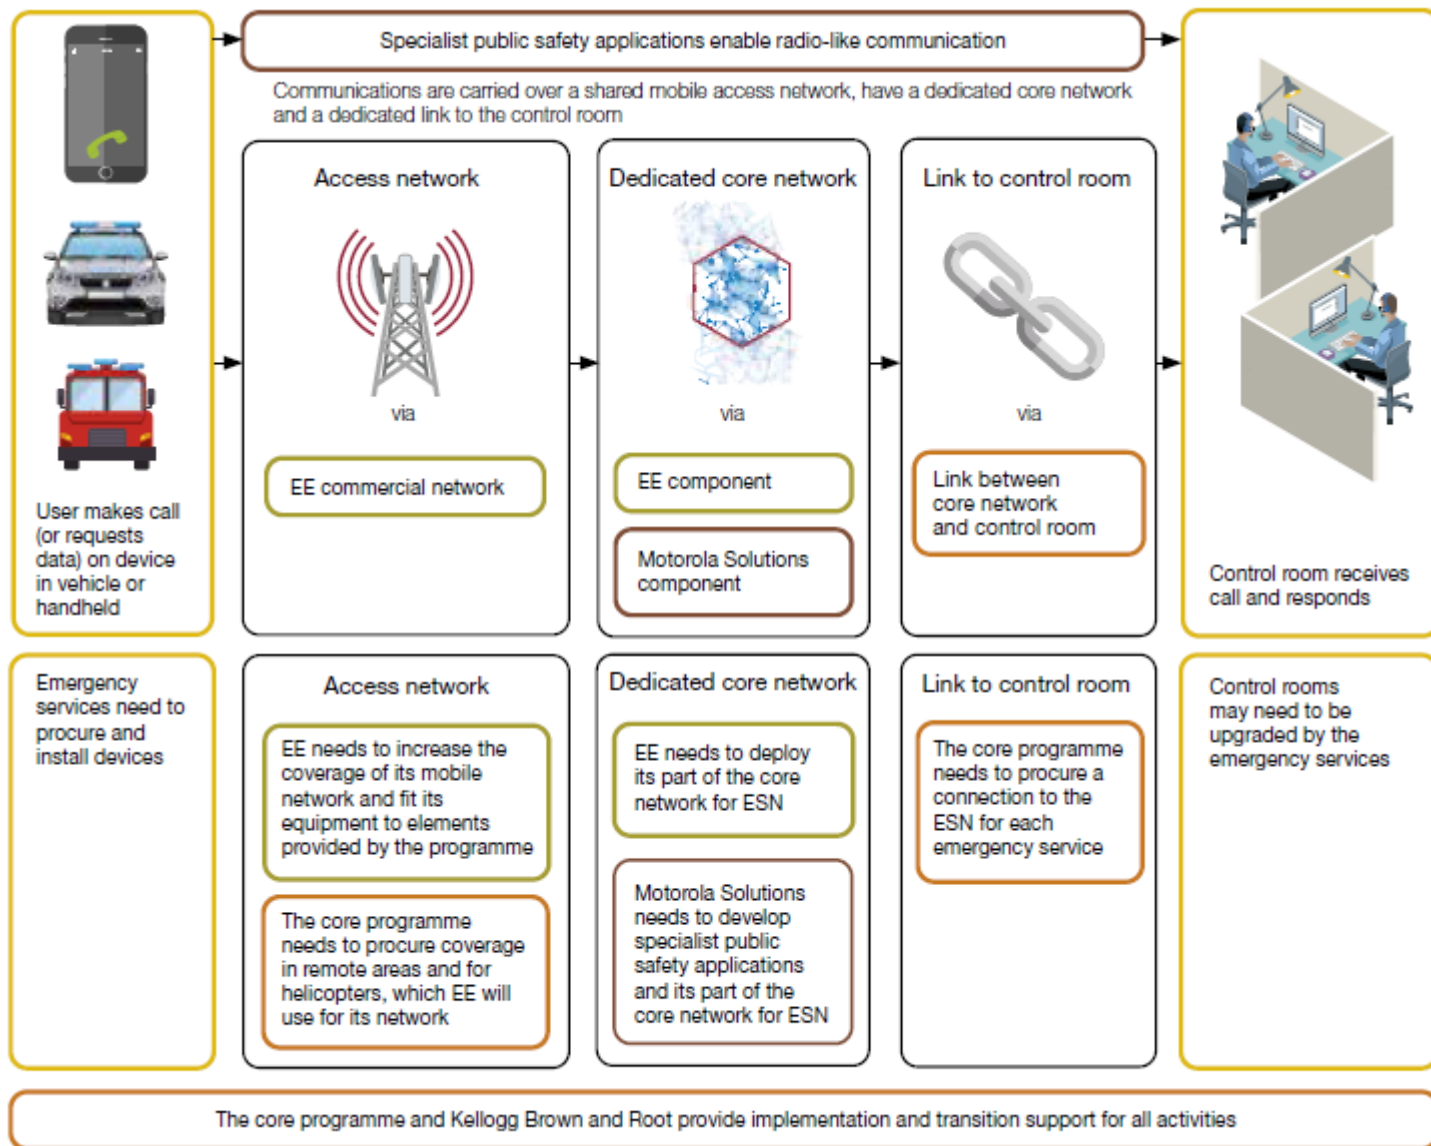 Specialist public safety applications enable radio-like communication
Communications are carried over a shared mobile access network, have a dedicated core network
and a dedicated link to the control room
User makes call
(or requests
data) on device
in vehicle or
handheld
Access network
via
EE commercial network
Dedicated core network
via
EE component
Motorola Solutions
component
Link to control room
via
Link between
core network
and control room
Control room receives
call and responds
Emergency
services need to
procure and
install devices
Access network
EE needs to increase the
coverage of its mobile
network and fit its
equipment to elements
provided by the programme
The core programme
needs to procure coverage
in remote areas and for
helicopters, which EE will
use for its network
Dedicated core network
EE needs to deploy
its part of the core
network for ESN
Motorola Solutions
needs to develop
specialist public
safety applications
and its part of the
core network for ESN
Link to control room
The core programme
needs to procure a
connection to the
ESN for each
emergency service
Control rooms
may need to be
upgraded by the
emergency services
The core programme and Kellogg Brown and Root provide implementation and transition support for all activities